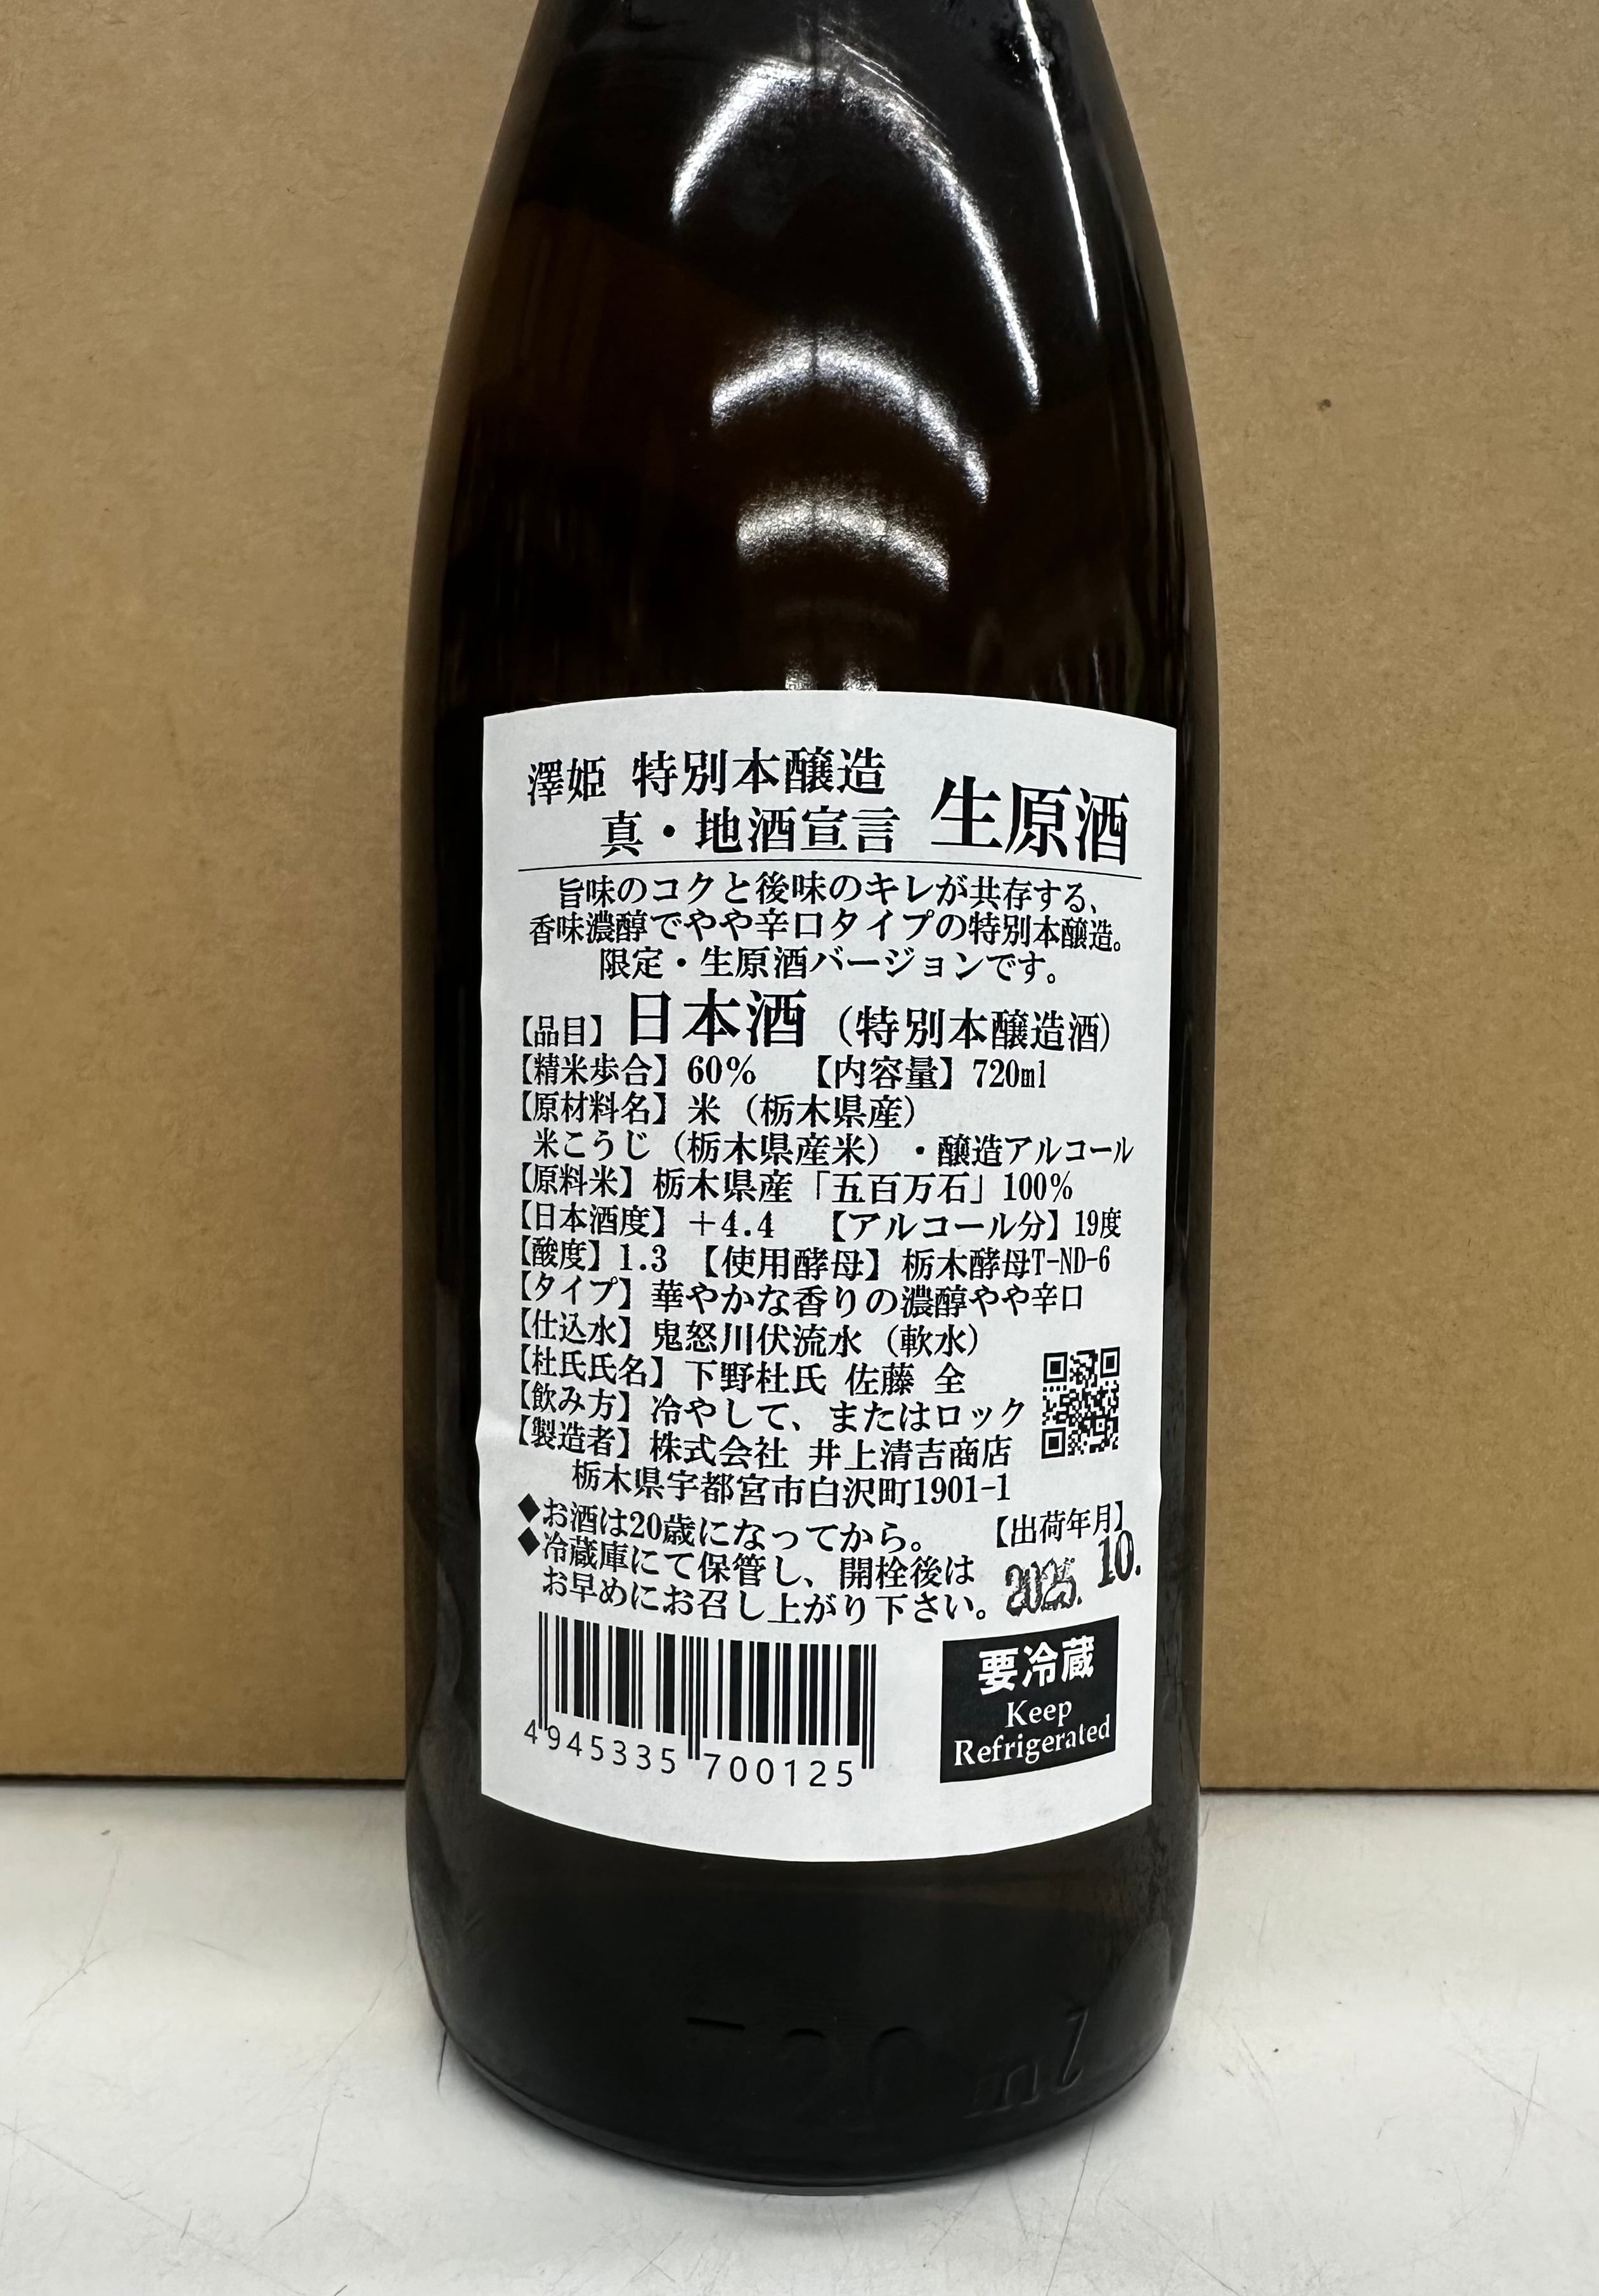 澤姫 特別本醸造
真・地酒宣言 生原酒
旨味のコクと後味のキレが共存する、
香味濃醇でやや辛口タイプの特別本醸造。
限定・生原酒バージョンです。
【品目】日本酒（特別本醸造酒）
【精米歩合】60% 【内容量】720ml
【原材料名】米（栃木県産）
米こうじ（栃木県産米）・醸造アルコール
【原料米】栃木県産「五百万石」100%
【日本酒度】＋4.4 【アルコール分】19度
【酸度】1.3 【使用酵母】栃木酵母T-ND-6
【タイプ】華やかな香りの濃醇やや辛口
【仕込水】鬼怒川伏流水（軟水）
【杜氏氏名】下野杜氏 佐藤 全
【飲み方】冷やして、またはロック
【製造者】株式会社 井上清吉商店
栃木県宇都宮市白沢町1901-1
◆お酒は20歳になってから。
◆冷蔵庫にて保管し、開栓後は
お早めにお召し上がり下さい。
【出荷年月】
2025. 10.
4945335 700125
要冷蔵
Keep
Refrigerated
720 ml